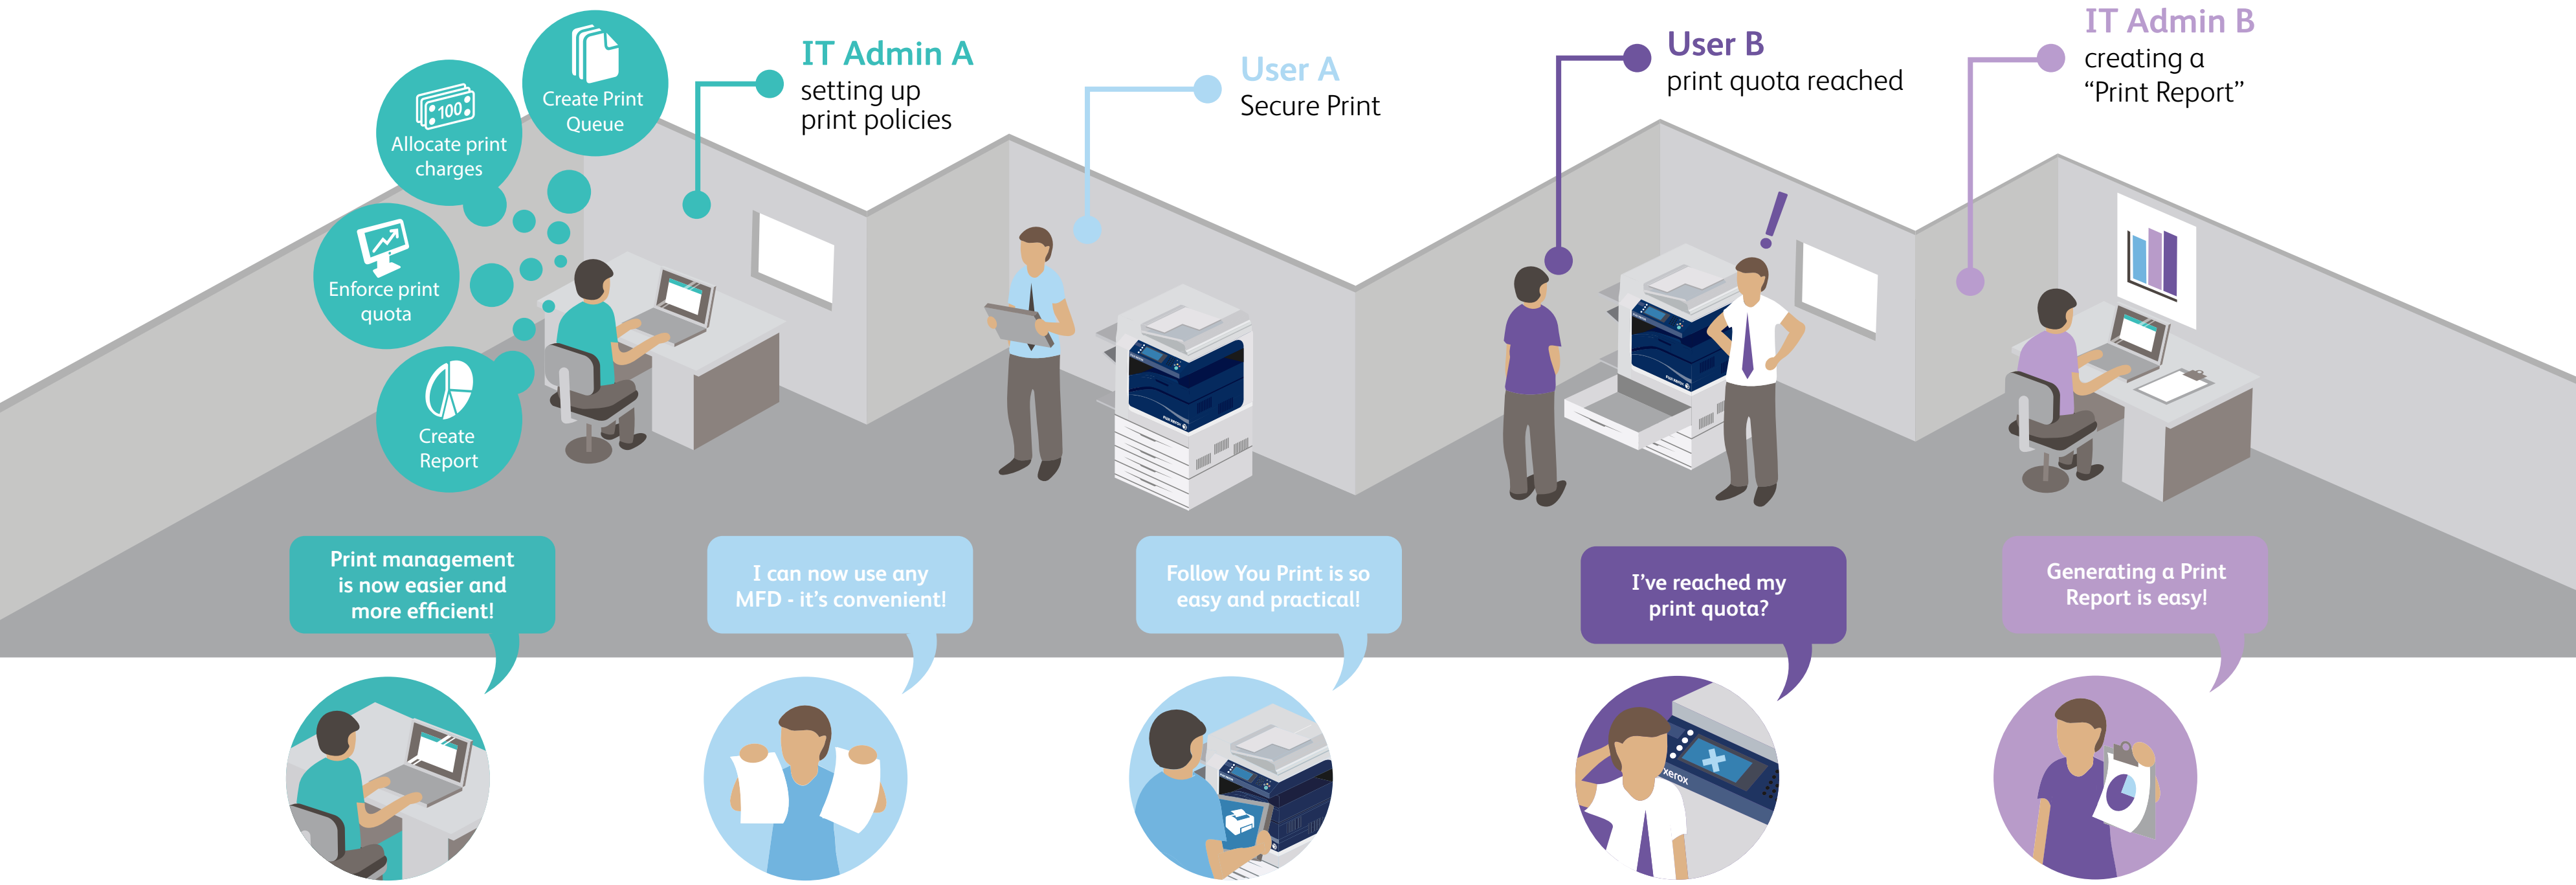 Create Print
Queue
100
Allocate print
charges
Enforce print
quota
Create
Report
IT Admin A
setting up
print policies
User A
Secure Print
User B
print quota reached
!
IT Admin B
creating a
“Print Report”
Print management
is now easier and
more efficient!
I can now use any
MFD - it’s convenient!
Follow You Print is so
easy and practical!
I’ve reached my
print quota?
Generating a Print
Report is easy!
xerox